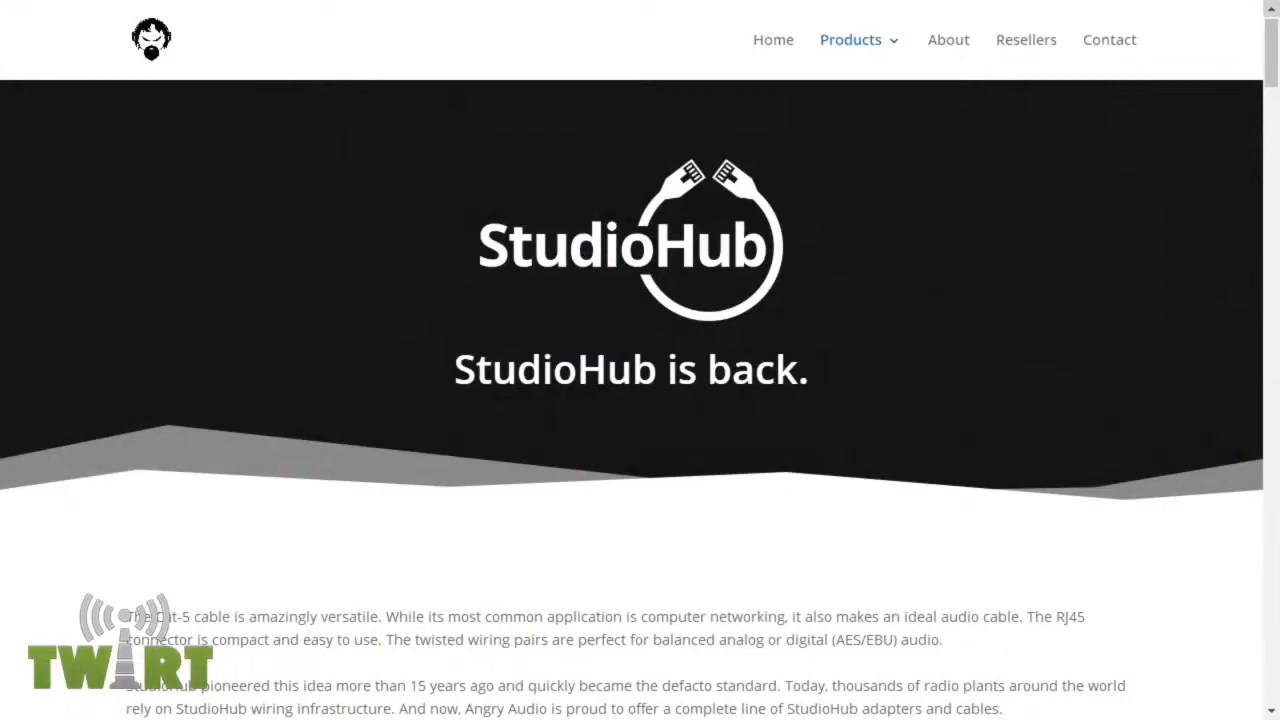 Home Products About Resellers Contact
StudioHub
StudioHub is back.
The Cat-5 cable is amazingly versatile. While its most common application is computer networking, it also makes an ideal audio cable. The RJ45
connector is compact and easy to use. The twisted wiring pairs are perfect for balanced analog or digital (AES/EBU) audio.
StudioHub pioneered this idea more than 15 years ago and quickly became the defacto standard. Today, thousands of radio plants around the world
rely on StudioHub wiring infrastructure. And now, Angry Audio is proud to offer a complete line of StudioHub adapters and cables.
TWiRT